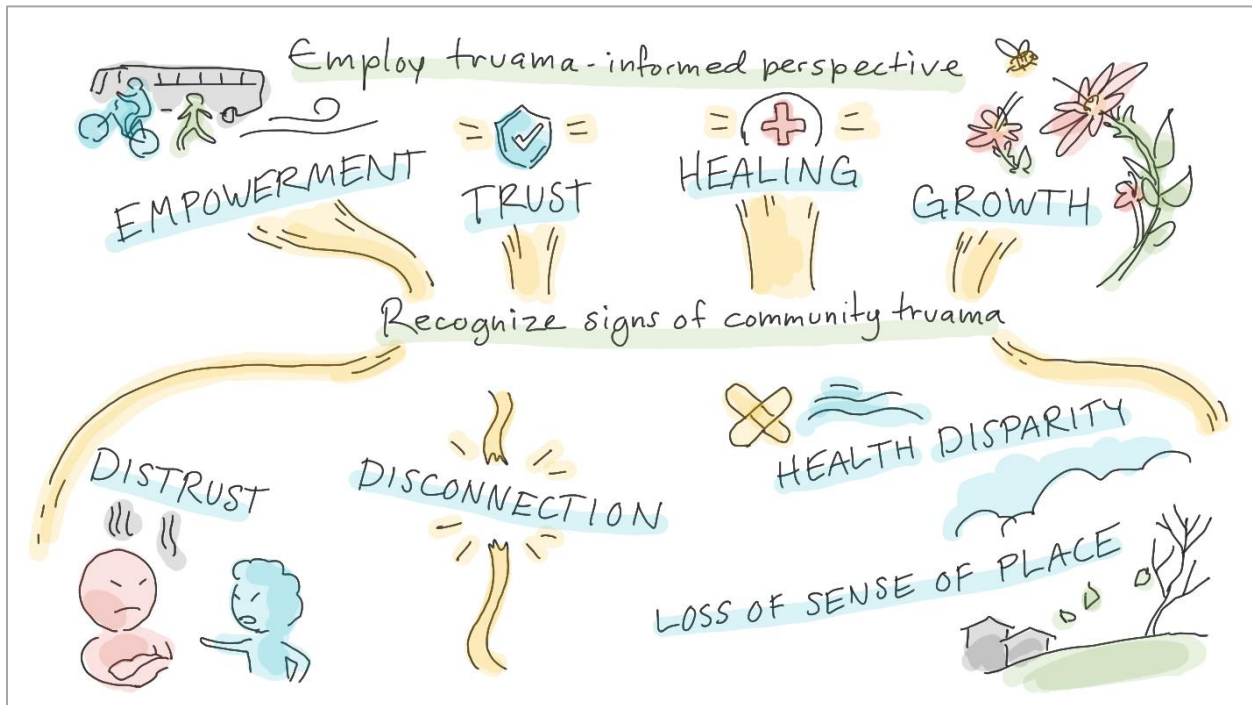 Employ truama-informed perspective
EMPOWERMENT
TRUST
HEALING
GROWTH
Recognize signs of community truama
DISTRUST
DISCONNECTION
HEALTH DISPARITY
LOSS OF SENSE OF PLACE